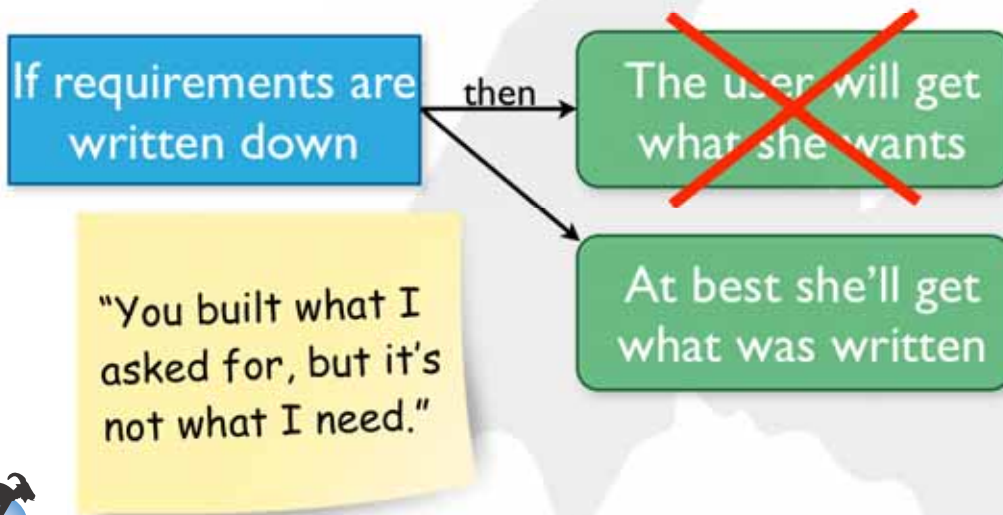 If requirements are
written down
then
The user will get
what she wants
At best she'll get
what was written
"You built what I
asked for, but it's
not what I need."